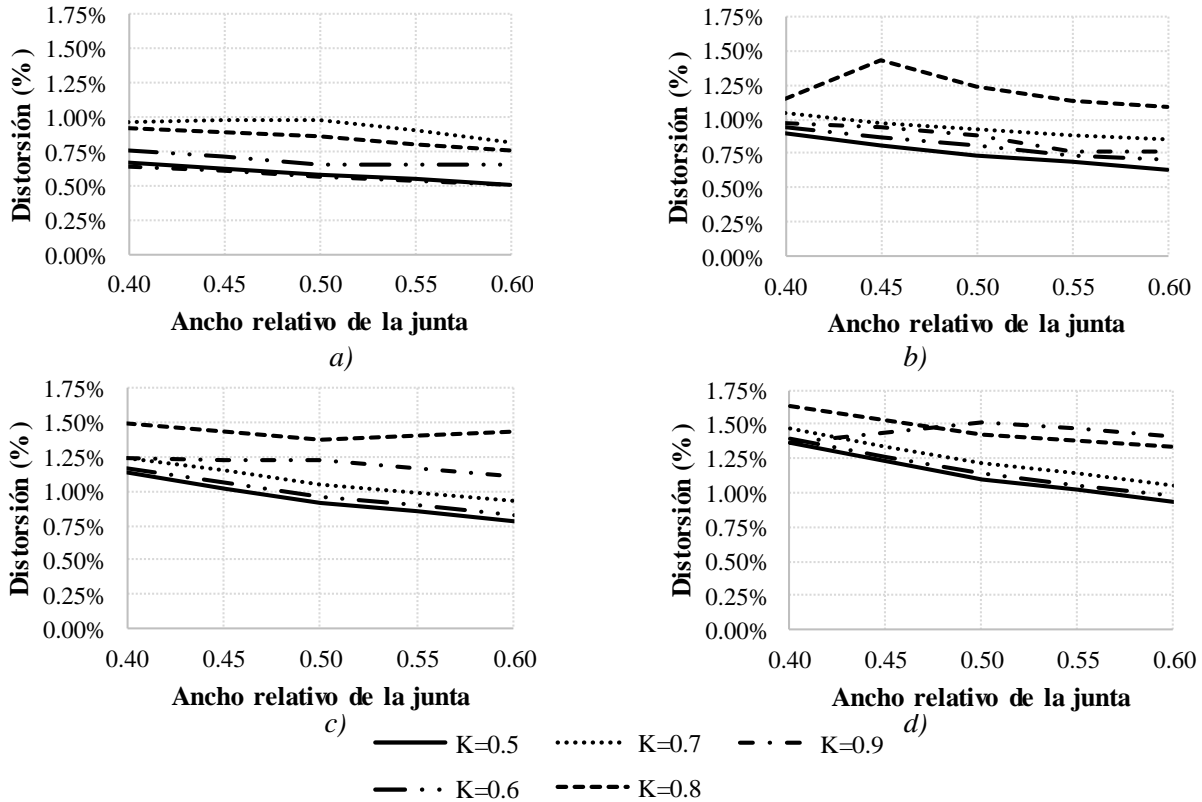 1.75%
1.50%
1.25%
1.00%
0.75%
0.50%
0.25%
0.00%
Distorsión (%)
0.40 0.45 0.50 0.55 0.60
Ancho relativo de la junta
a)
1.75%
1.50%
1.25%
1.00%
0.75%
0.50%
0.25%
0.00%
Distorsión (%)
0.40 0.45 0.50 0.55 0.60
Ancho relativo de la junta
b)
1.75%
1.50%
1.25%
1.00%
0.75%
0.50%
0.25%
0.00%
Distorsión (%)
0.40 0.45 0.50 0.55 0.60
Ancho relativo de la junta
c)
1.75%
1.50%
1.25%
1.00%
0.75%
0.50%
0.25%
0.00%
Distorsión (%)
0.40 0.45 0.50 0.55 0.60
Ancho relativo de la junta
d)
K=0.5 K=0.7 K=0.9
K=0.6 K=0.8